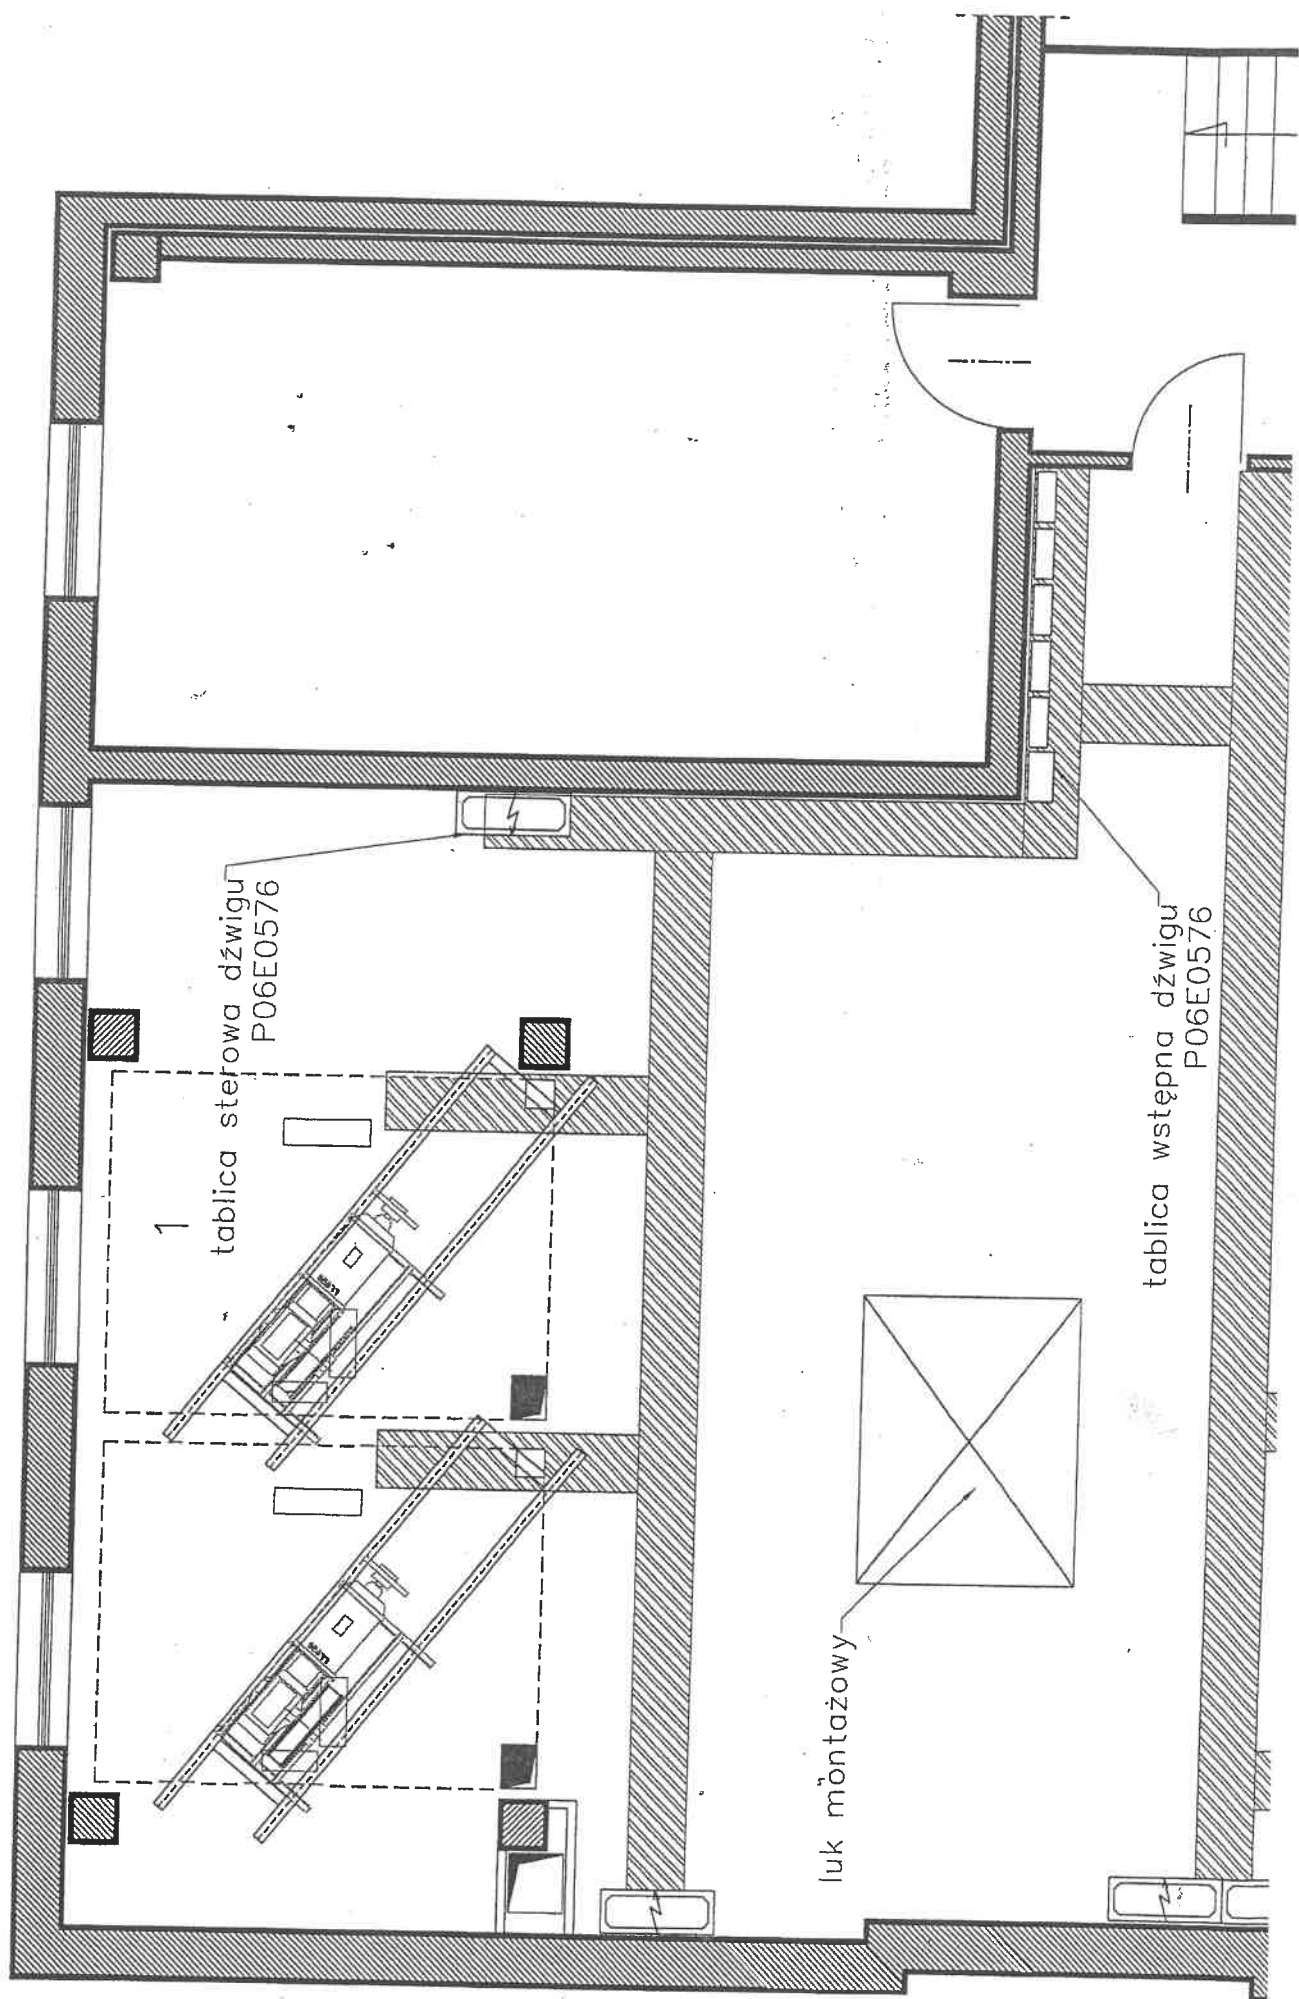 1
tablica sterowa dźwigu
P06E0576
tablica wstępna dźwigu
P06E0576
luk montażowy